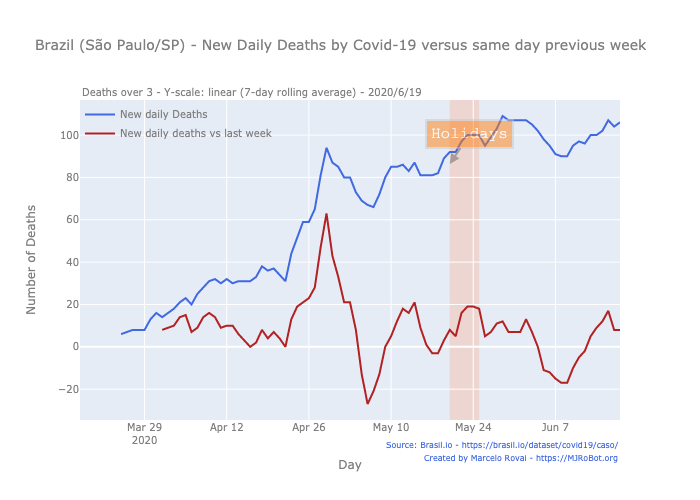 Brazil (São Paulo/SP) - New Daily Deaths by Covid-19 versus same day previous week
Deaths over 3 - Y-scale: linear (7-day rolling average) - 2020/6/19
New daily Deaths
New daily deaths vs last week
Holidays
100
80
60
40
20
0
−20
Number of Deaths
Mar 29
2020
Apr 12
Apr 26
May 10
May 24
Jun 7
Day
Source: Brasil.io - https://brasil.io/dataset/covid19/caso/
Created by Marcelo Rovai - https://MJRoBot.org